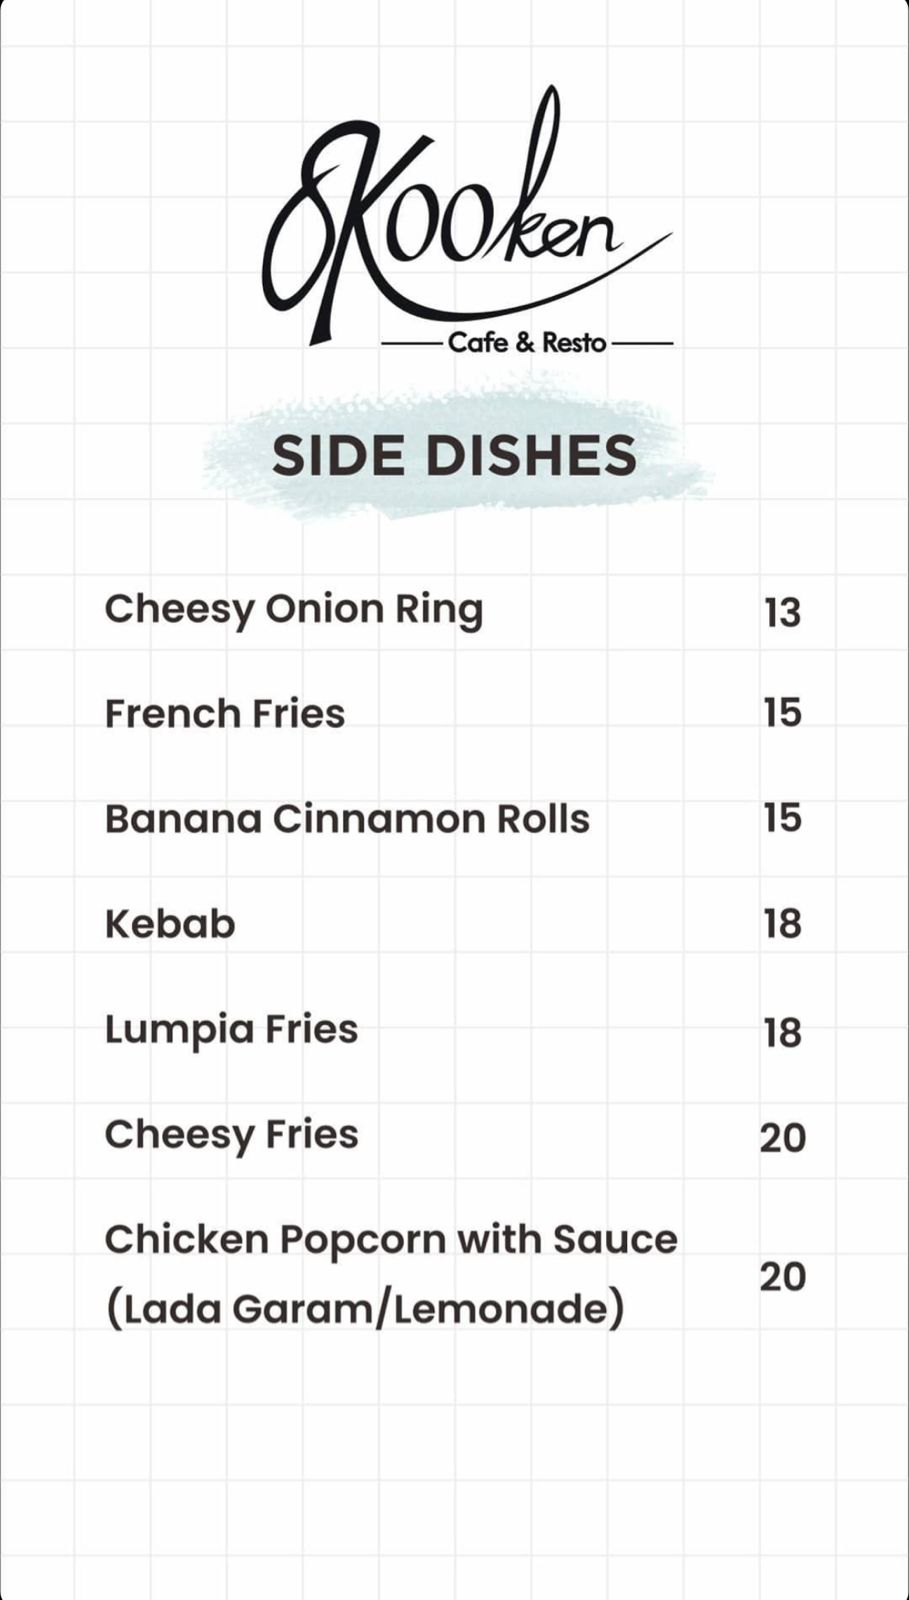 Kooken
Cafe & Resto
SIDE DISHES
Cheesy Onion Ring 13
French Fries 15
Banana Cinnamon Rolls 15
Kebab 18
Lumpia Fries 18
Cheesy Fries 20
Chicken Popcorn with Sauce
(Lada Garam/Lemonade) 20